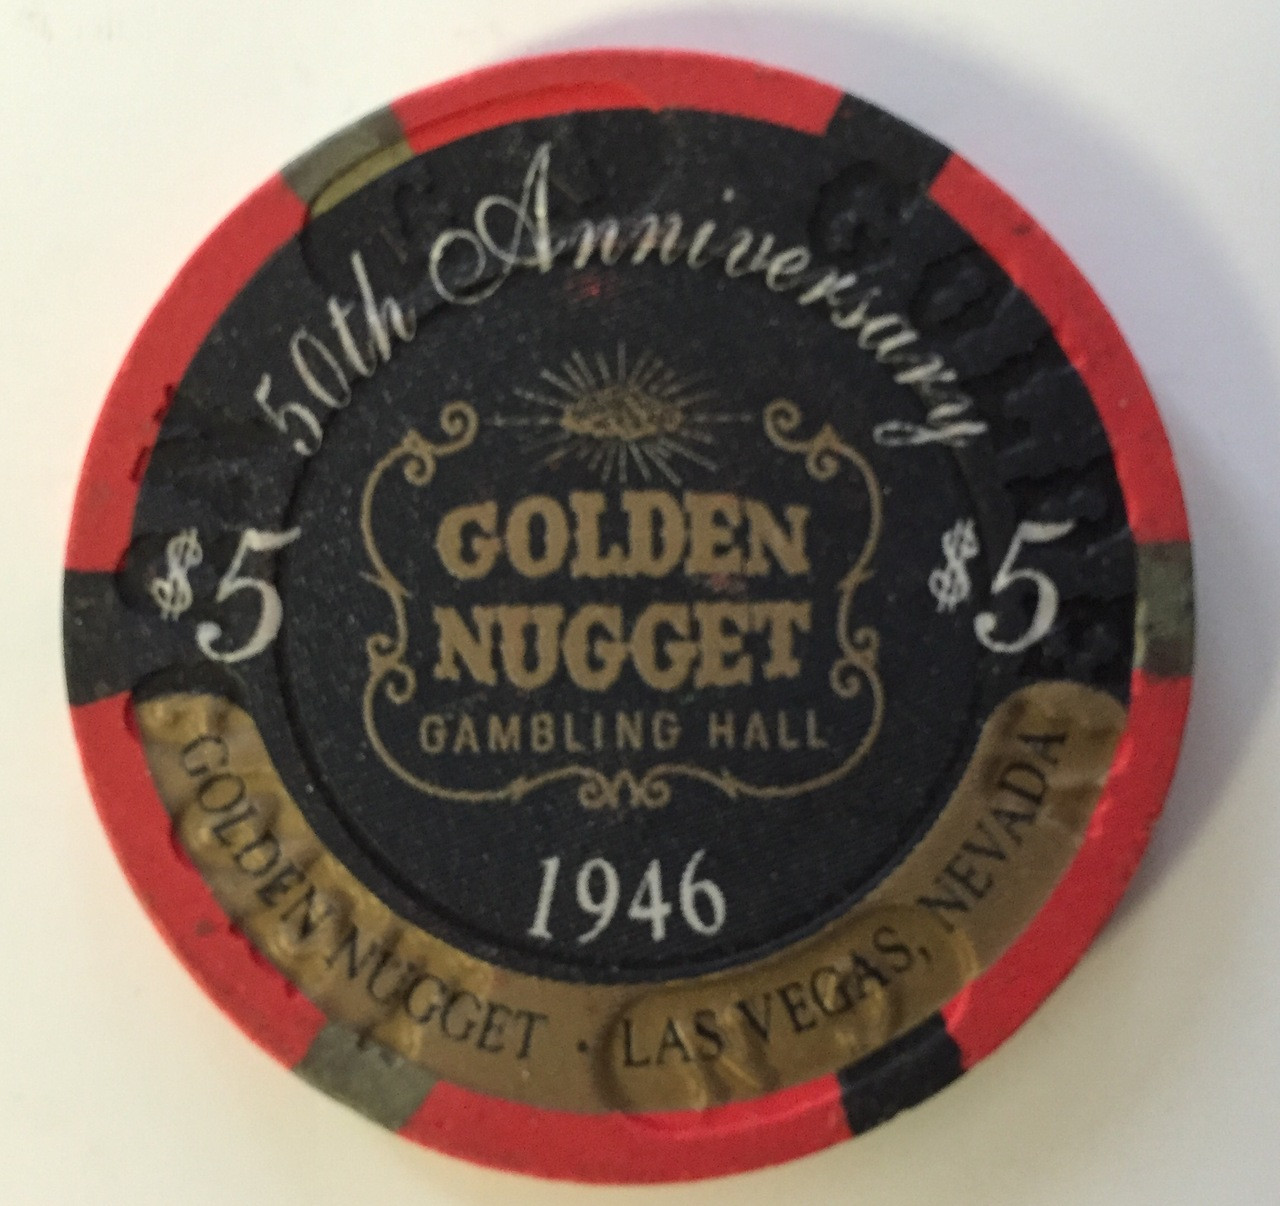 50th Anniversary
$5
$5
GOLDEN
NUGGET
GAMBLING HALL
1946
GOLDEN NUGGET · LAS VEGAS, NEVADA